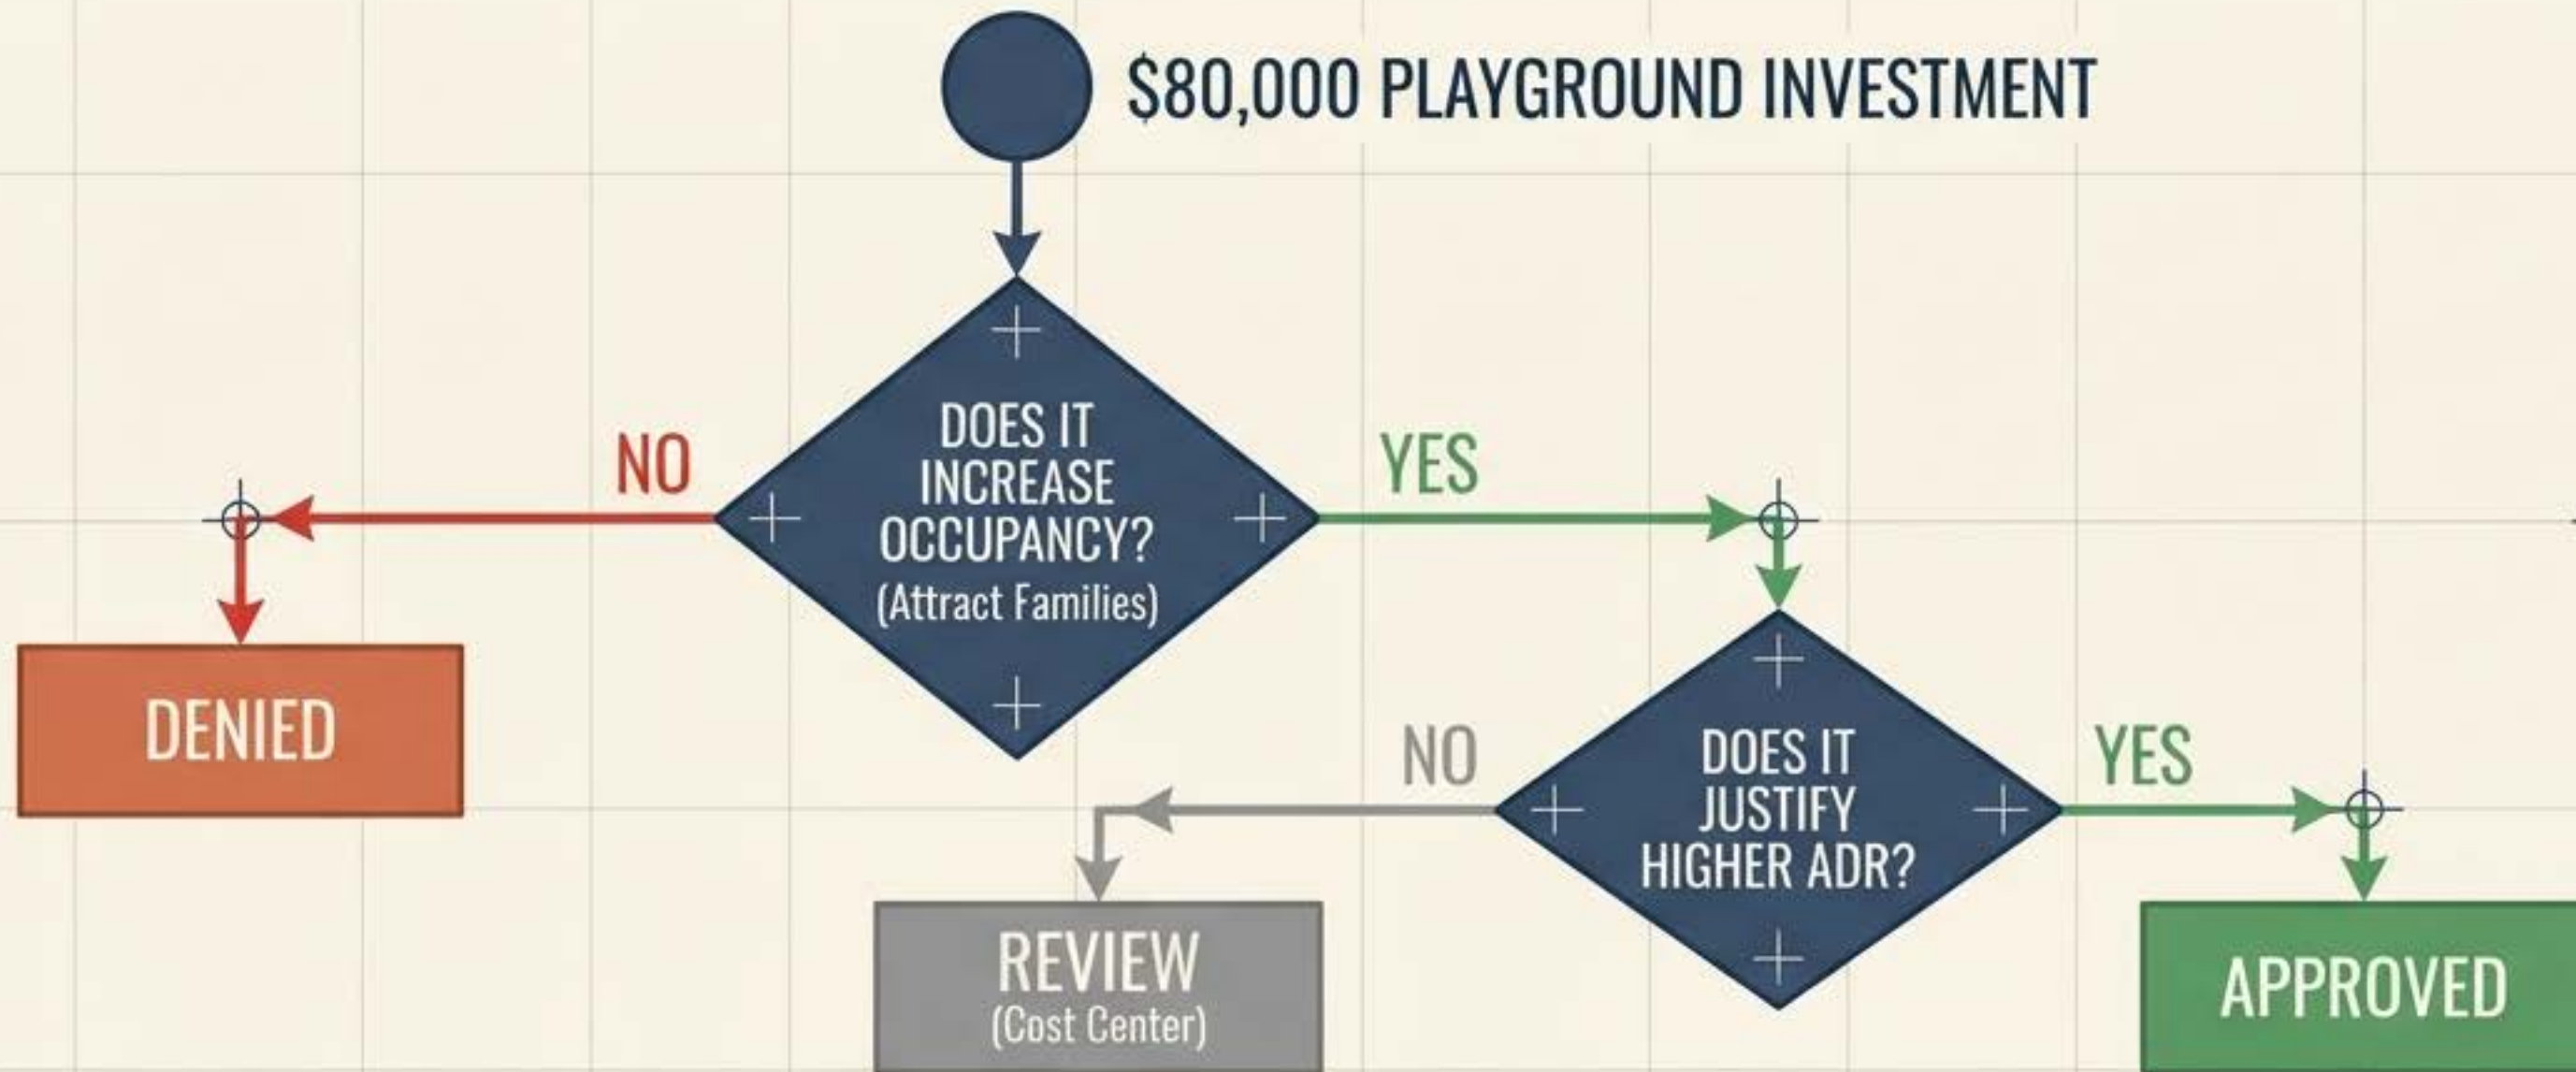 $80,000 PLAYGROUND INVESTMENT
DOES IT
INCREASE
OCCUPANCY?
(Attract Families)
NO
YES
DENIED
DOES IT
JUSTIFY
HIGHER ADR?
NO
YES
REVIEW
(Cost Center)
APPROVED